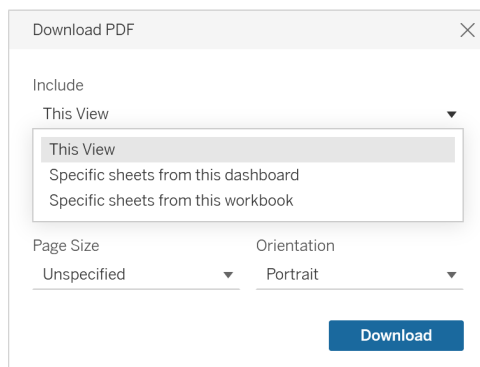 Download PDF
Include
This View
This View
Specific sheets from this dashboard
Specific sheets from this workbook
Page Size Orientation
Unspecified Portrait
Download